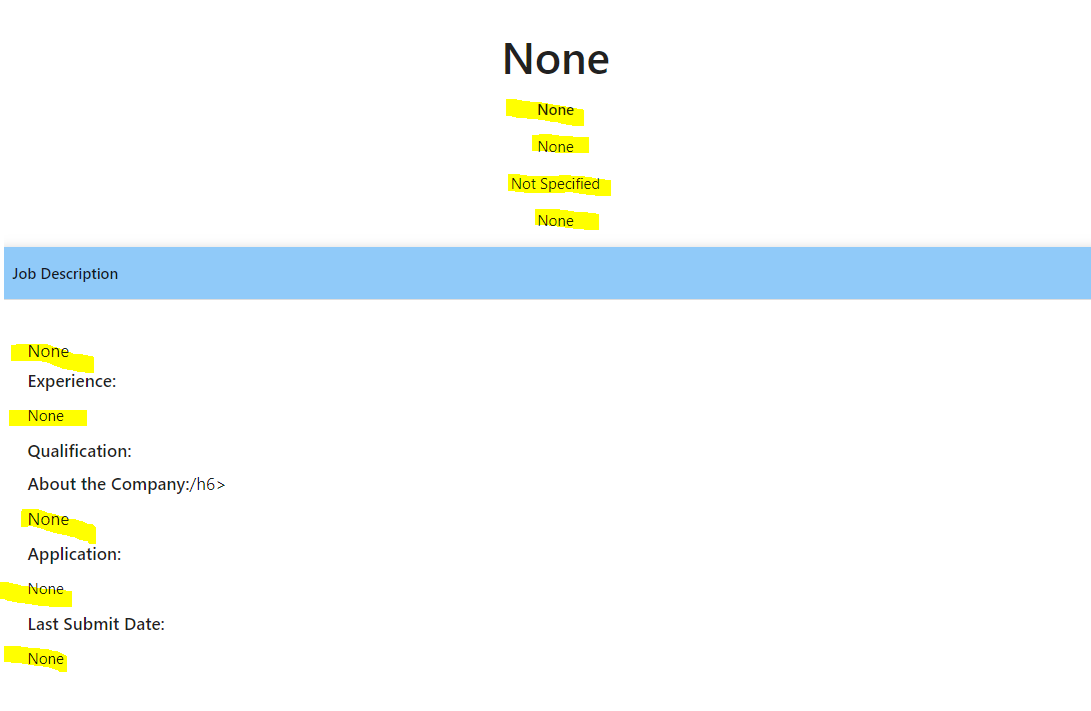 None
None
None
Not Specified
None
Job Description
None
Experience:
None
Qualification:
About the Company:/h6>
None
Application:
None
Last Submit Date:
None